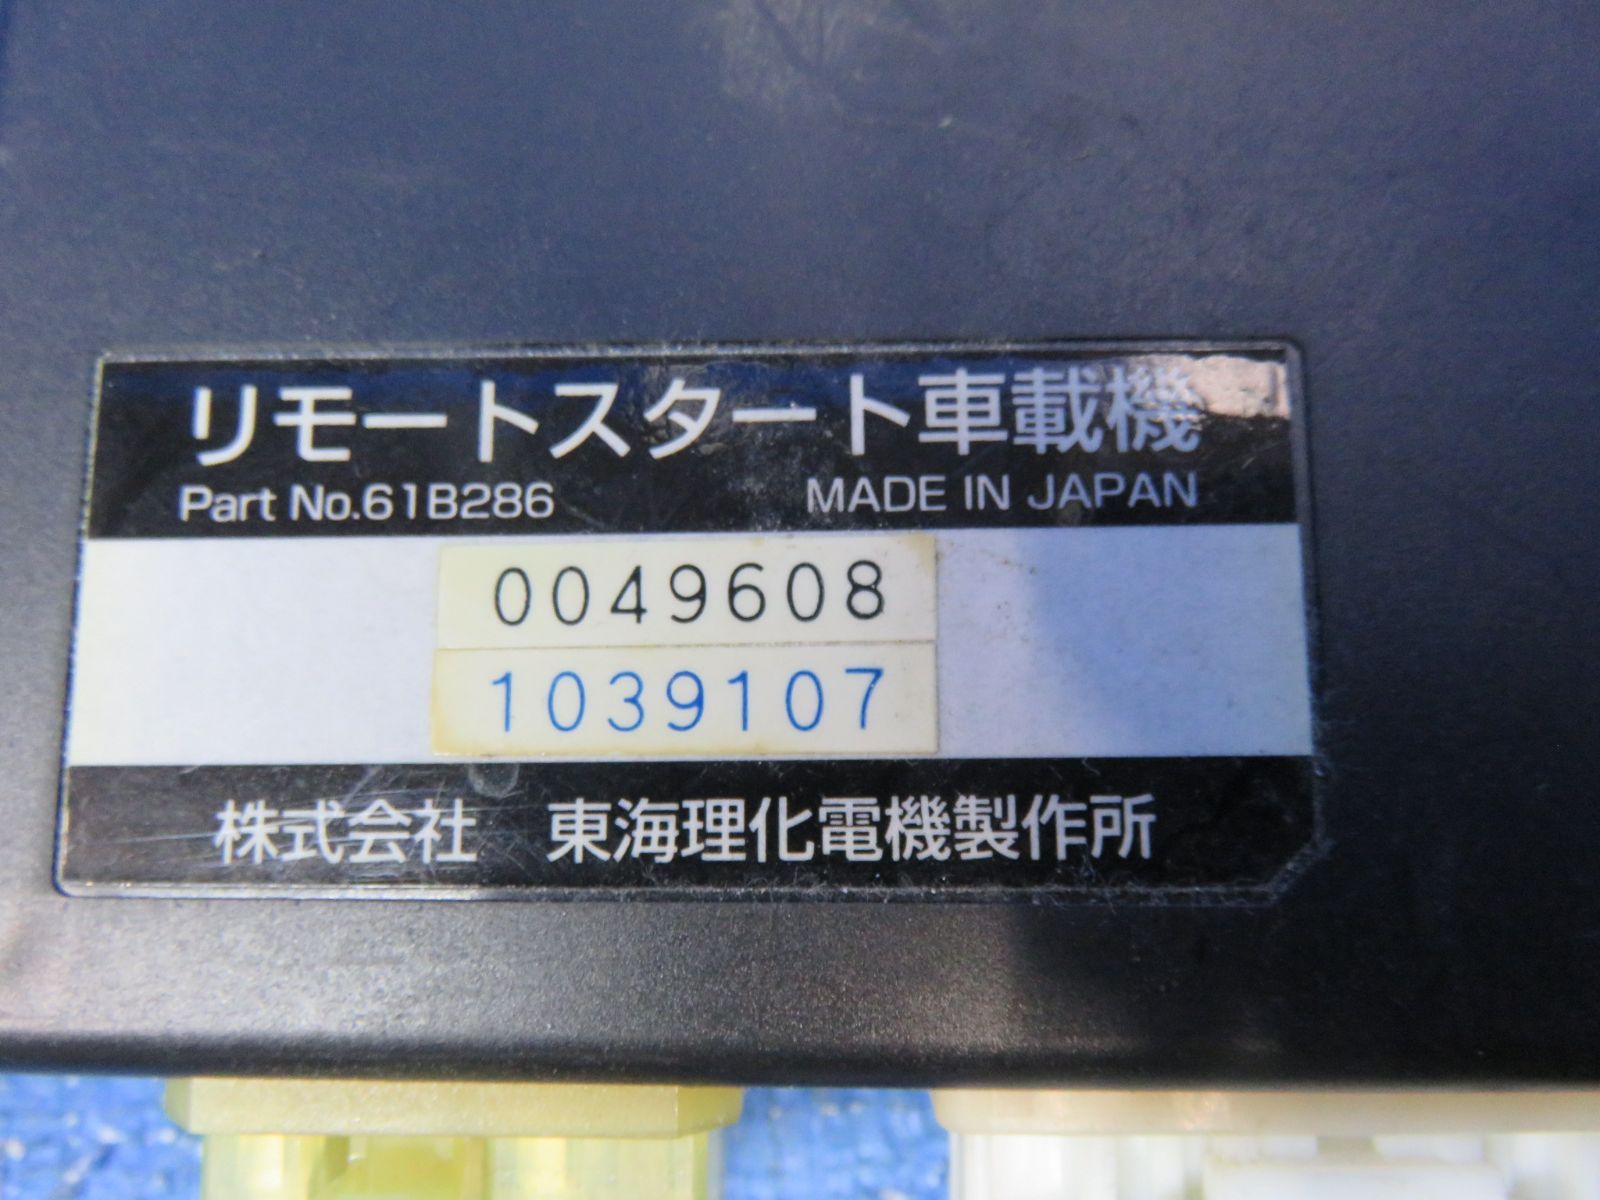 リモートスタート車載機
Part No.61B286 MADE IN JAPAN
0049608
1039107
株式会社 東海理化電機製作所